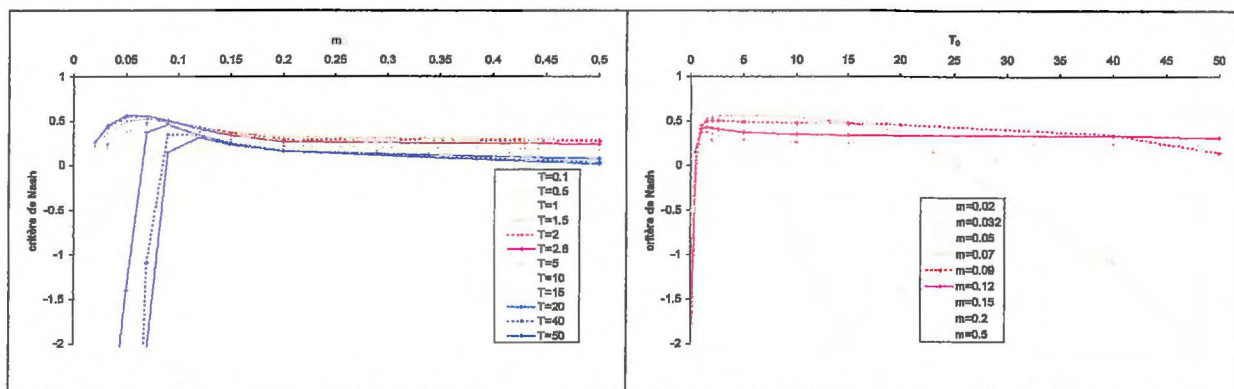 m
0 0.05 0.1 0.15 0.2 0.25 0.3 0.35 0.4 0.45 0.5
1
0.5
0
-0.5
-1
-1.5
-2
critère de Nash
T=0.1
T=0.5
T=1
T=1.5
T=2
T=2.8
T=5
T=10
T=15
T=20
T=40
T=50
T₀
0 5 10 15 20 25 30 35 40 45 50
1
0.5
0
-0.5
-1
-1.5
-2
critère de Nash
m=0.02
m=0.032
m=0.05
m=0.07
m=0.09
m=0.12
m=0.15
m=0.2
m=0.5